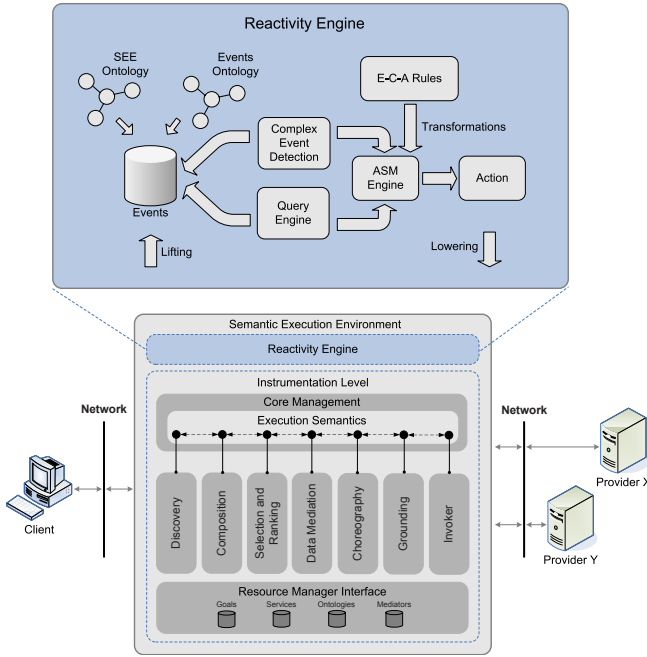 Reactivity Engine
SEE
Ontology
Events
Ontology
E-C-A Rules
Complex
Event
Detection
Transformations
ASM
Engine
Action
Query
Engine
Events
Lifting
Lowering
Semantic Execution Environment
Reactivity Engine
Instrumentation Level
Core Management
Execution Semantics
Network
Network
Client
Provider X
Provider Y
Discovery
Composition
Selection and
Ranking
Data Mediation
Choreography
Grounding
Invoker
Resource Manager Interface
Goals
Services
Ontologies
Mediators